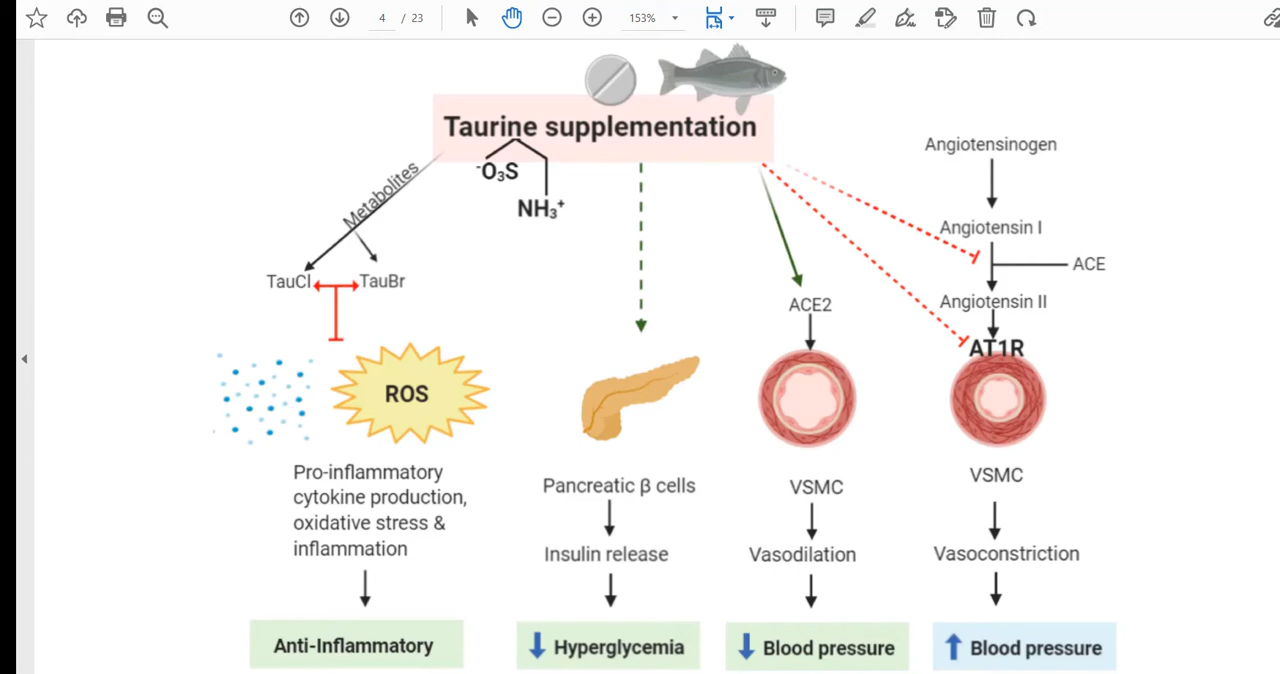 4 / 23
153%
Taurine supplementation
-O3S
NH3+
Metabolites
TauCl
TauBr
ROS
Pro-inflammatory
cytokine production,
oxidative stress &
inflammation
Anti-Inflammatory
Pancreatic β cells
Insulin release
Hyperglycemia
ACE2
VSMC
Vasodilation
Blood pressure
Angiotensinogen
Angiotensin I
ACE
Angiotensin II
AT1R
VSMC
Vasoconstriction
Blood pressure